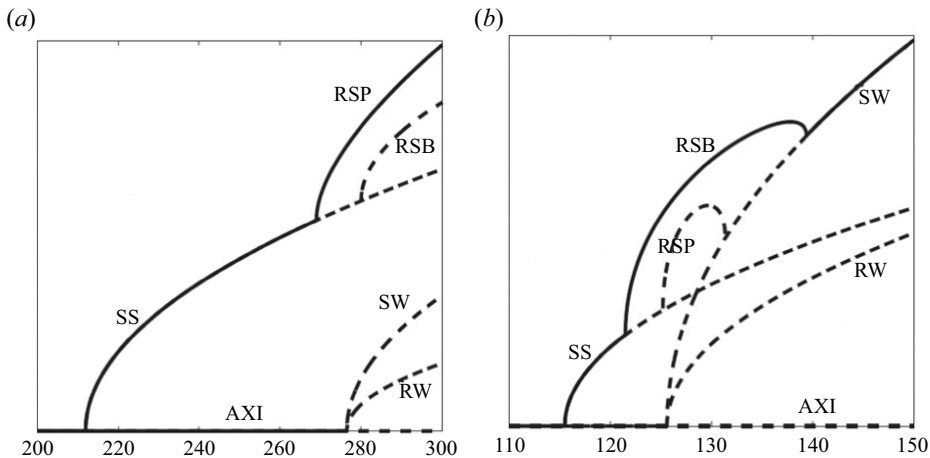 (a)
RSP
RSB
SS
SW
RW
AXI
200 220 240 260 280 300
(b)
SW
RSB
RSP
RW
SS
AXI
110 120 130 140 150